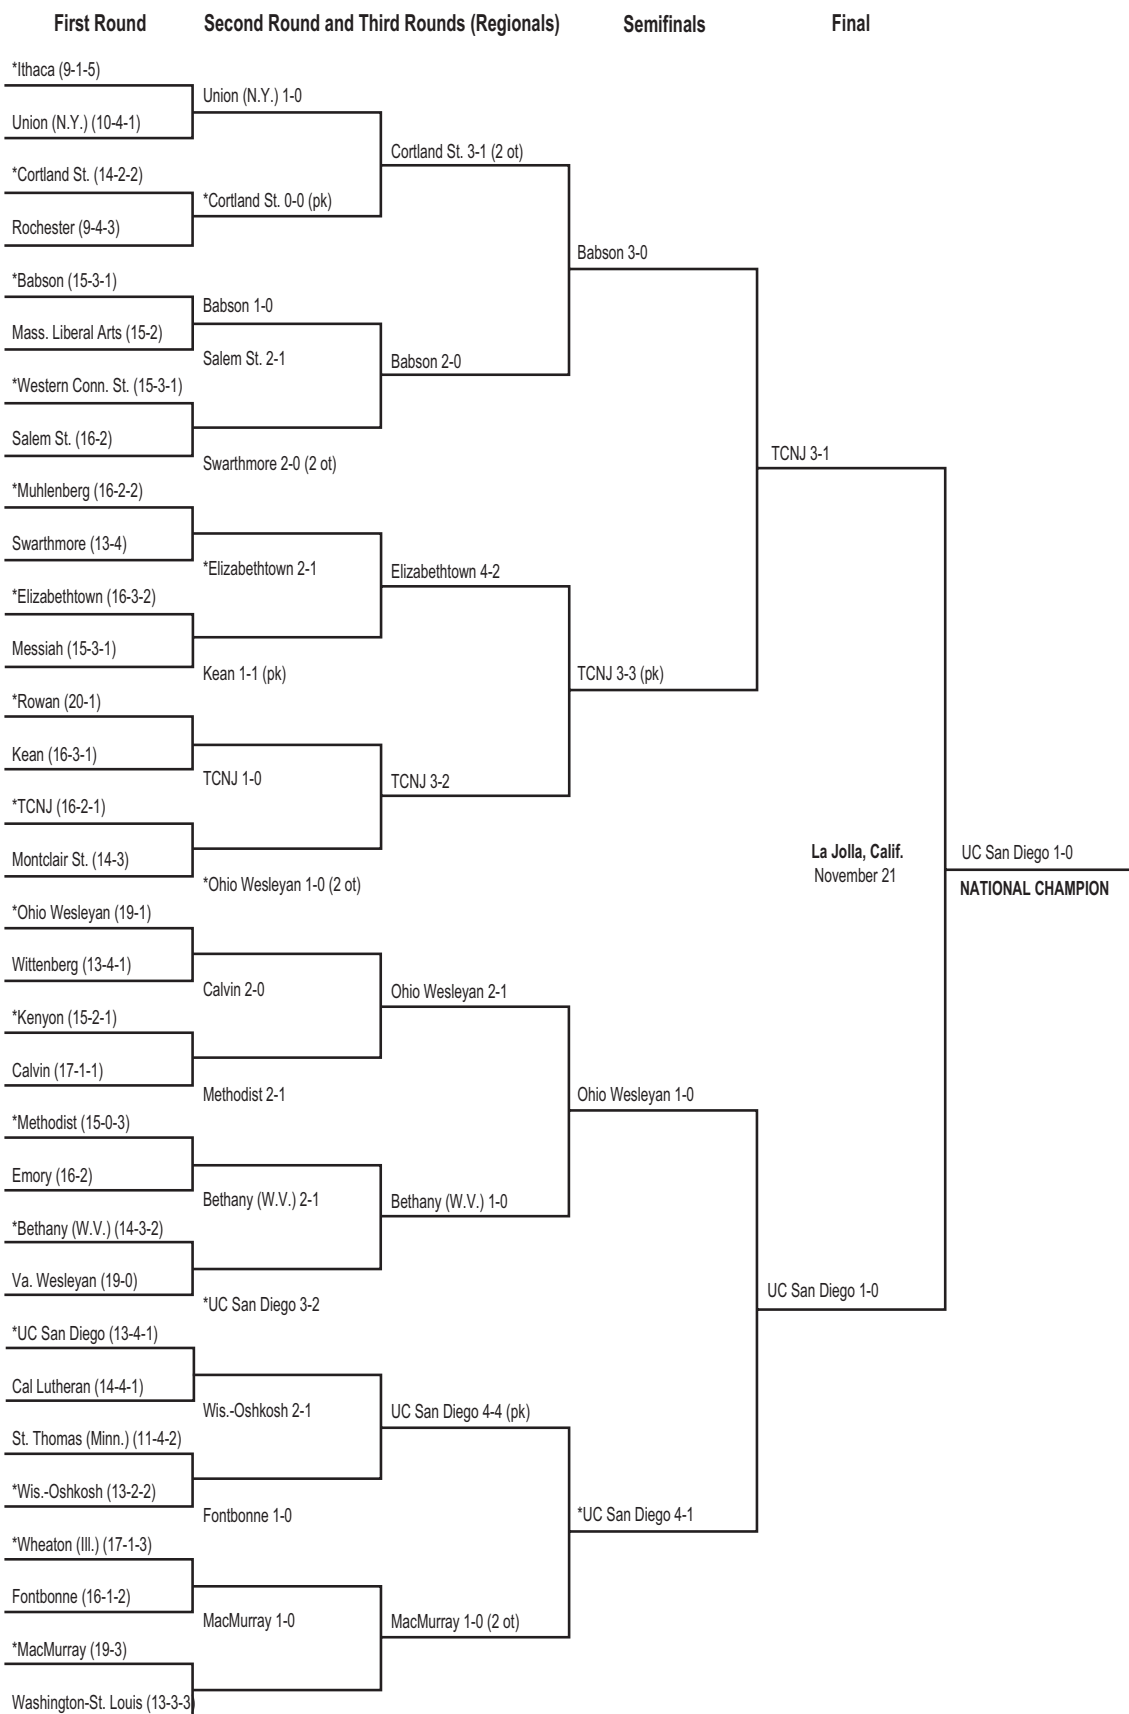 First Round
Second Round and Third Rounds (Regionals)
Semifinals
Final
*Ithaca (9-1-5)
Union (N.Y.) (10-4-1)
*Cortland St. (14-2-2)
Rochester (9-4-3)
*Babson (15-3-1)
Mass. Liberal Arts (15-2)
*Western Conn. St. (15-3-1)
Salem St. (16-2)
*Muhlenberg (16-2-2)
Swarthmore (13-4)
*Elizabethtown (16-3-2)
Messiah (15-3-1)
*Rowan (20-1)
Kean (16-3-1)
*TCNJ (16-2-1)
Montclair St. (14-3)
*Ohio Wesleyan (19-1)
Wittenberg (13-4-1)
*Kenyon (15-2-1)
Calvin (17-1-1)
*Methodist (15-0-3)
Emory (16-2)
*Bethany (W.V.) (14-3-2)
Va. Wesleyan (19-0)
*UC San Diego (13-4-1)
Cal Lutheran (14-4-1)
St. Thomas (Minn.) (11-4-2)
*Wis.-Oshkosh (13-2-2)
*Wheaton (Ill.) (17-1-3)
Fontbonne (16-1-2)
*MacMurray (19-3)
Washington-St. Louis (13-3-3)
Union (N.Y.) 1-0
*Cortland St. 0-0 (pk)
Babson 1-0
Salem St. 2-1
Swarthmore 2-0 (2 ot)
*Elizabethtown 2-1
Kean 1-1 (pk)
TCNJ 1-0
*Ohio Wesleyan 1-0 (2 ot)
Calvin 2-0
Methodist 2-1
Bethany (W.V.) 2-1
*UC San Diego 3-2
Wis.-Oshkosh 2-1
Fontbonne 1-0
MacMurray 1-0
Cortland St. 3-1 (2 ot)
Babson 2-0
Elizabethtown 4-2
TCNJ 3-2
Ohio Wesleyan 2-1
Bethany (W.V.) 1-0
UC San Diego 4-4 (pk)
MacMurray 1-0 (2 ot)
Babson 3-0
TCNJ 3-3 (pk)
Ohio Wesleyan 1-0
*UC San Diego 4-1
TCNJ 3-1
UC San Diego 1-0
La Jolla, Calif.
November 21
UC San Diego 1-0
NATIONAL CHAMPION